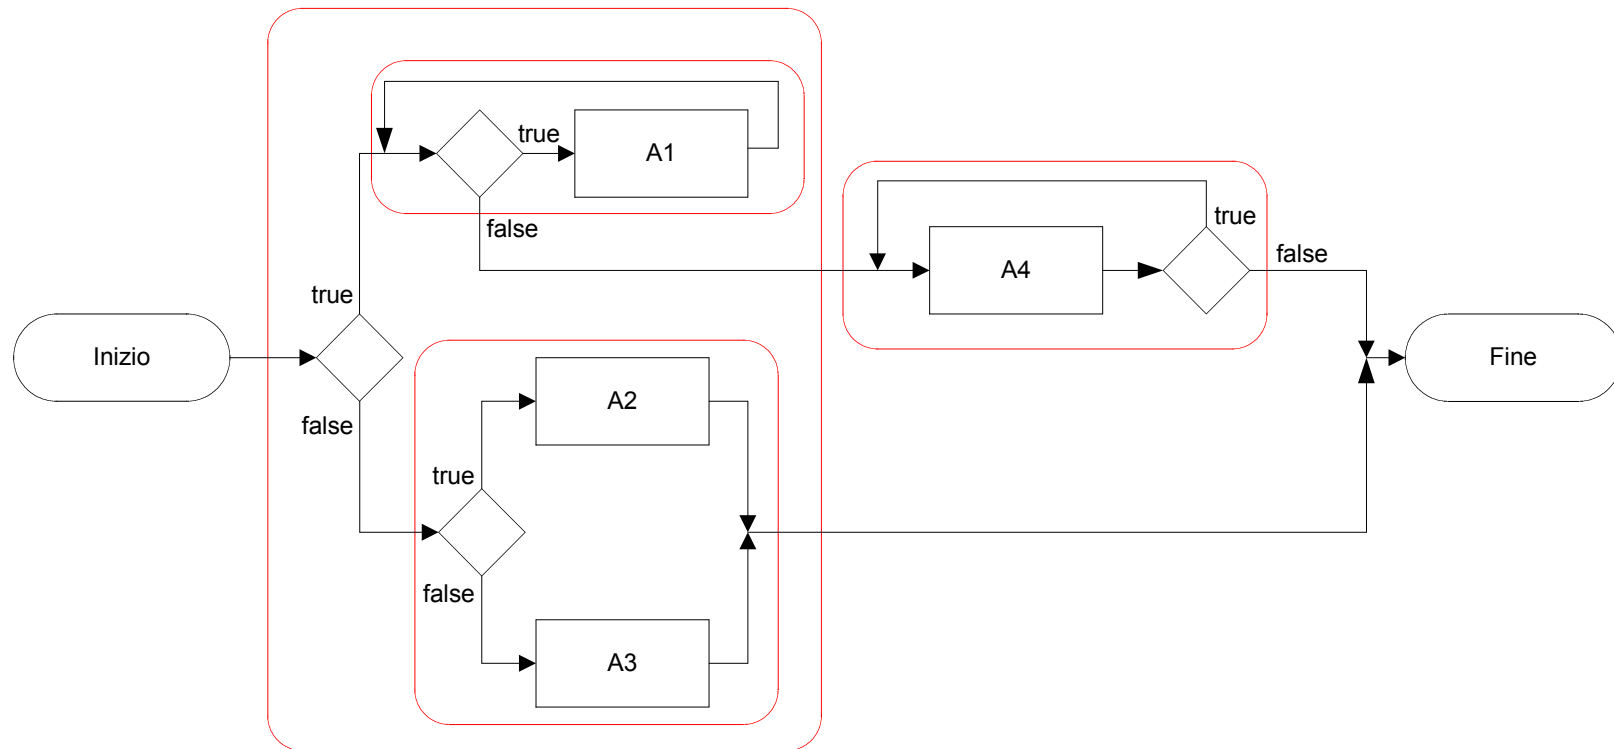 true
A1
false
true
A4
false
true
Inizio
Fine
false
A2
true
false
A3